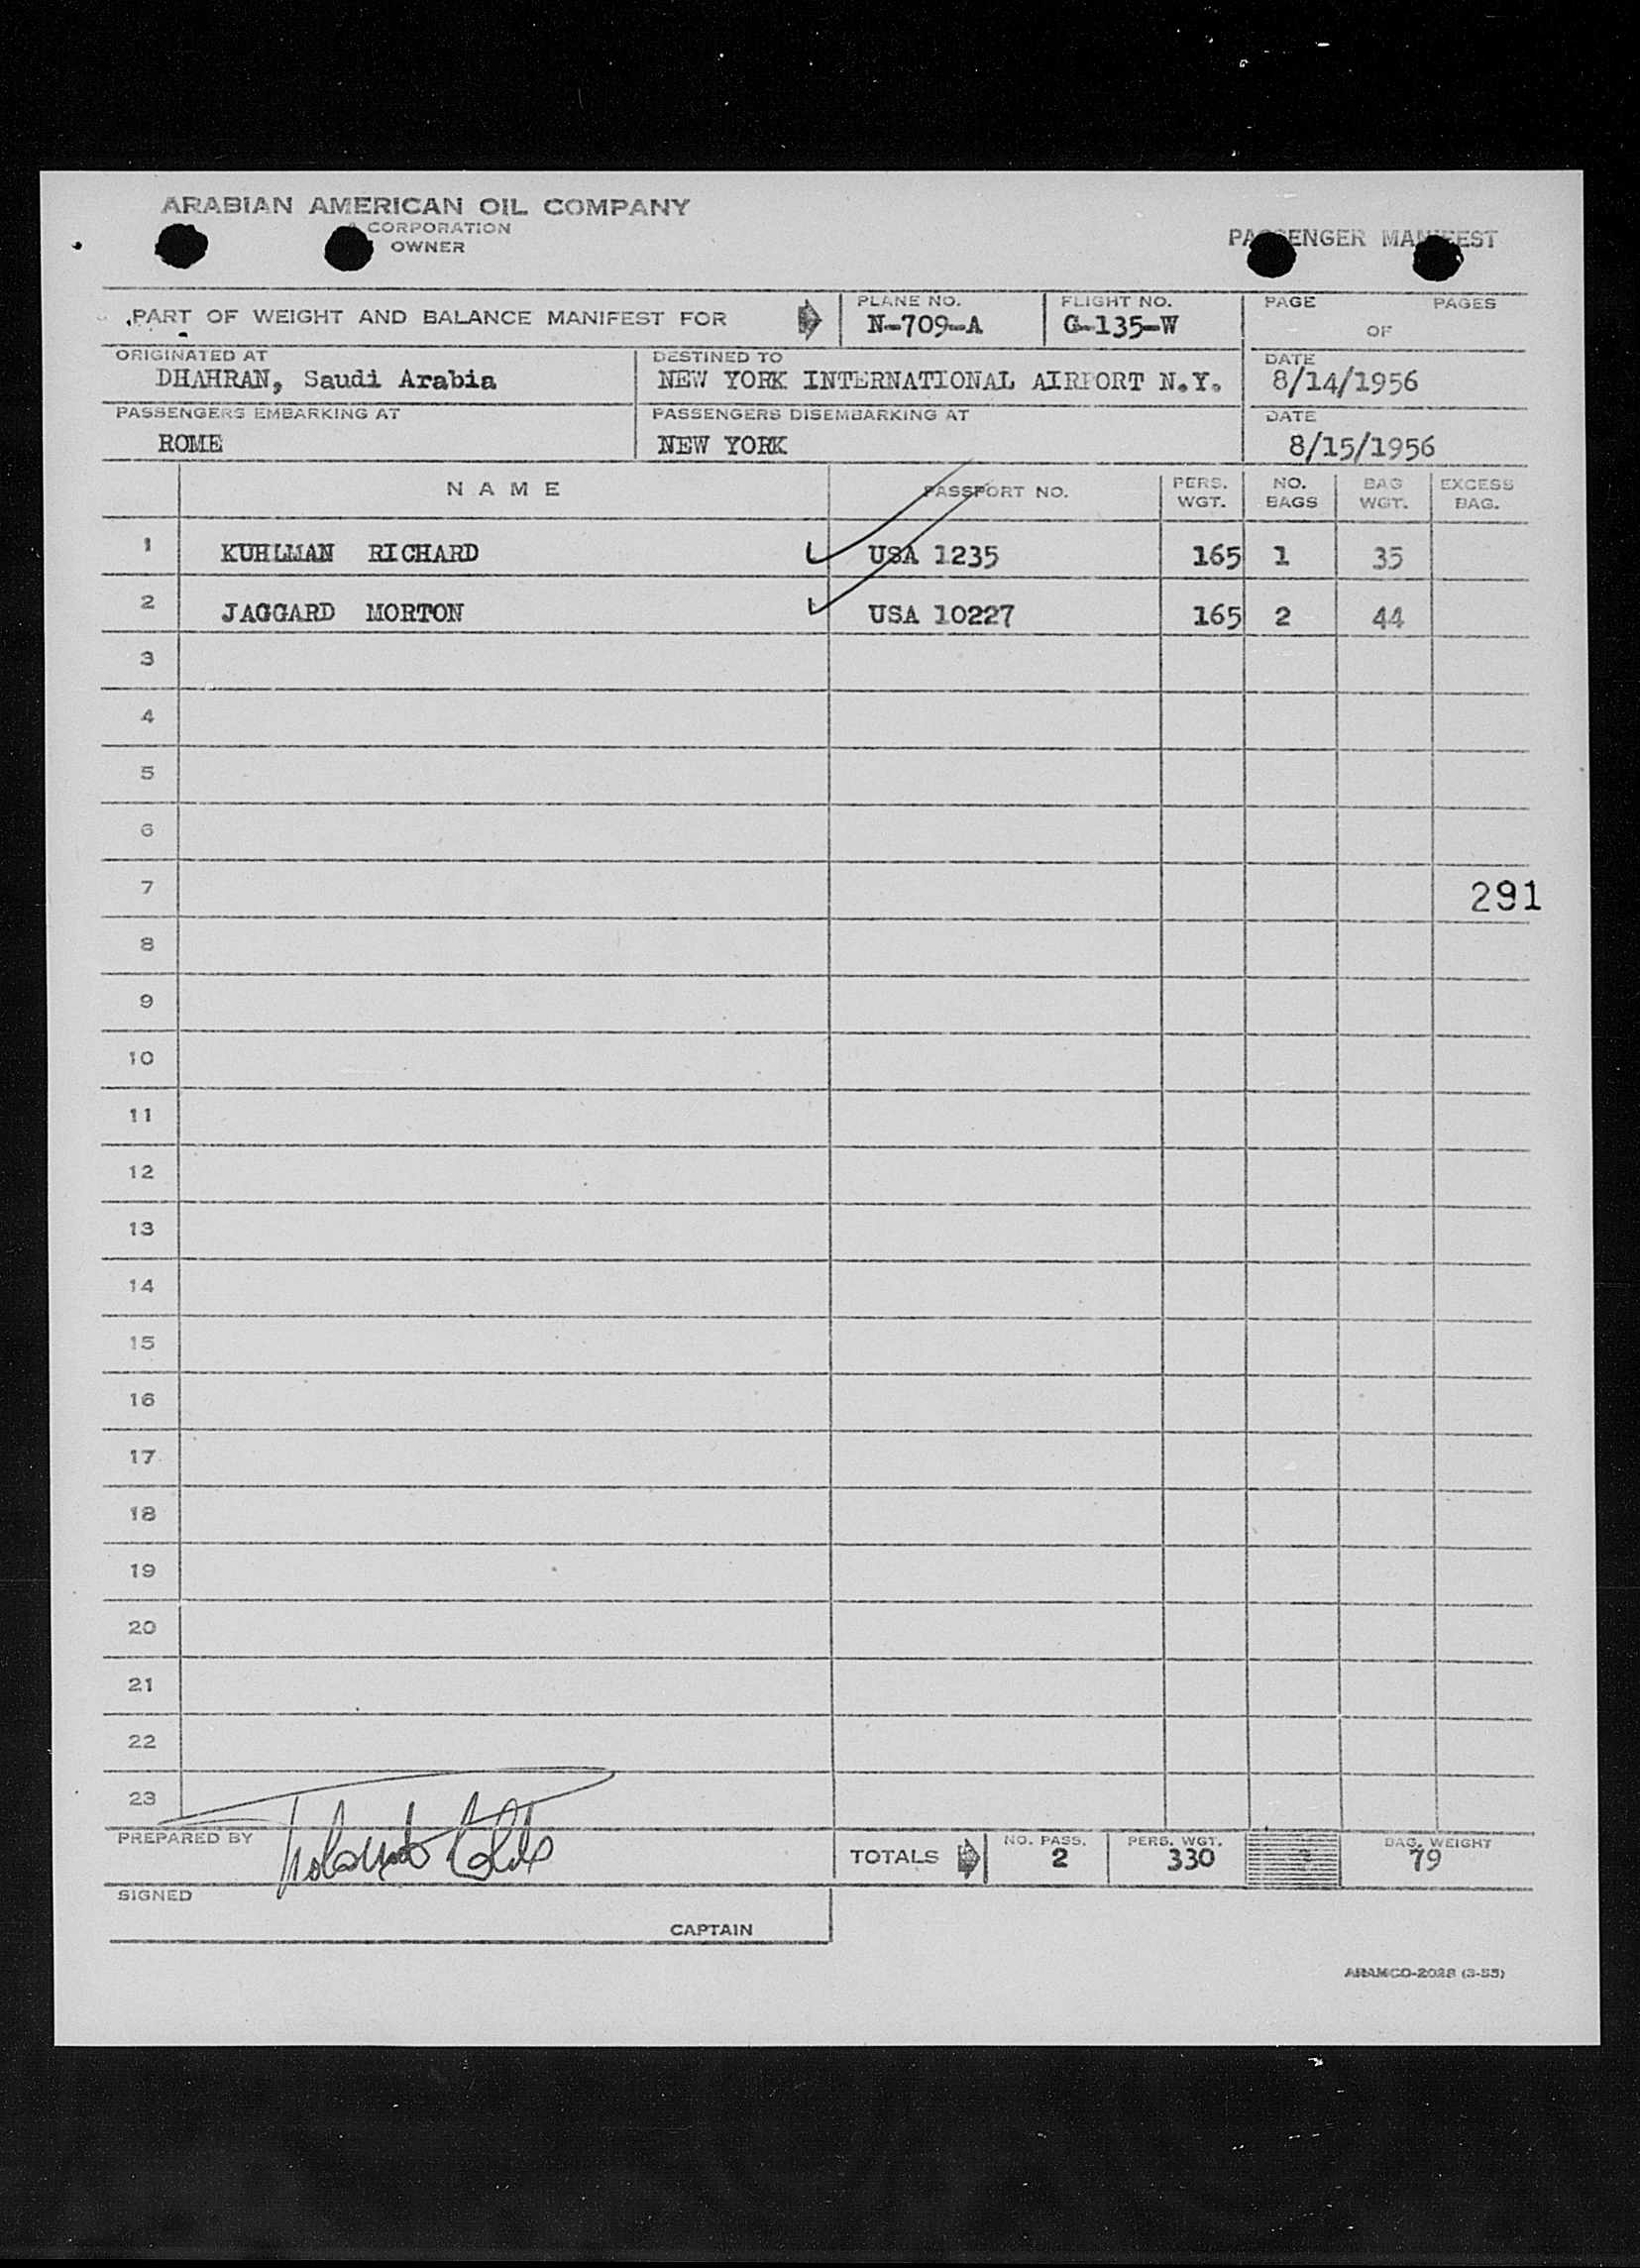 ARABIAN AMERICAN OIL COMPANY
A CORPORATION
OWNER
PASSENGER MANIFEST
PART OF WEIGHT AND BALANCE MANIFEST FOR
PLANE NO.
N-709-A
FLIGHT NO.
G-135-W
PAGE OF PAGES
ORIGINATED AT
DHAHRAN, Saudi Arabia
DESTINED TO
NEW YORK INTERNATIONAL AIRPORT N.Y.
DATE
8/14/1956
PASSENGERS EMBARKING AT
ROME
PASSENGERS DISEMBARKING AT
NEW YORK
DATE
8/15/1956
NAME PASSPORT NO. PERS. WGT. NO. BAGS BAG WGT. EXCESS BAG.
1 KUHLMAN RICHARD USA 1235 165 1 35
2 JAGGARD MORTON USA 10227 165 2 44
3
4
5
6
7 291
8
9
10
11
12
13
14
15
16
17
18
19
20
21
22
23
PREPARED BY
TOTALS
NO. PASS.
2
PERS. WGT.
330
BAG. WEIGHT
79
SIGNED
CAPTAIN
ARAMCO-2028 (3-55)